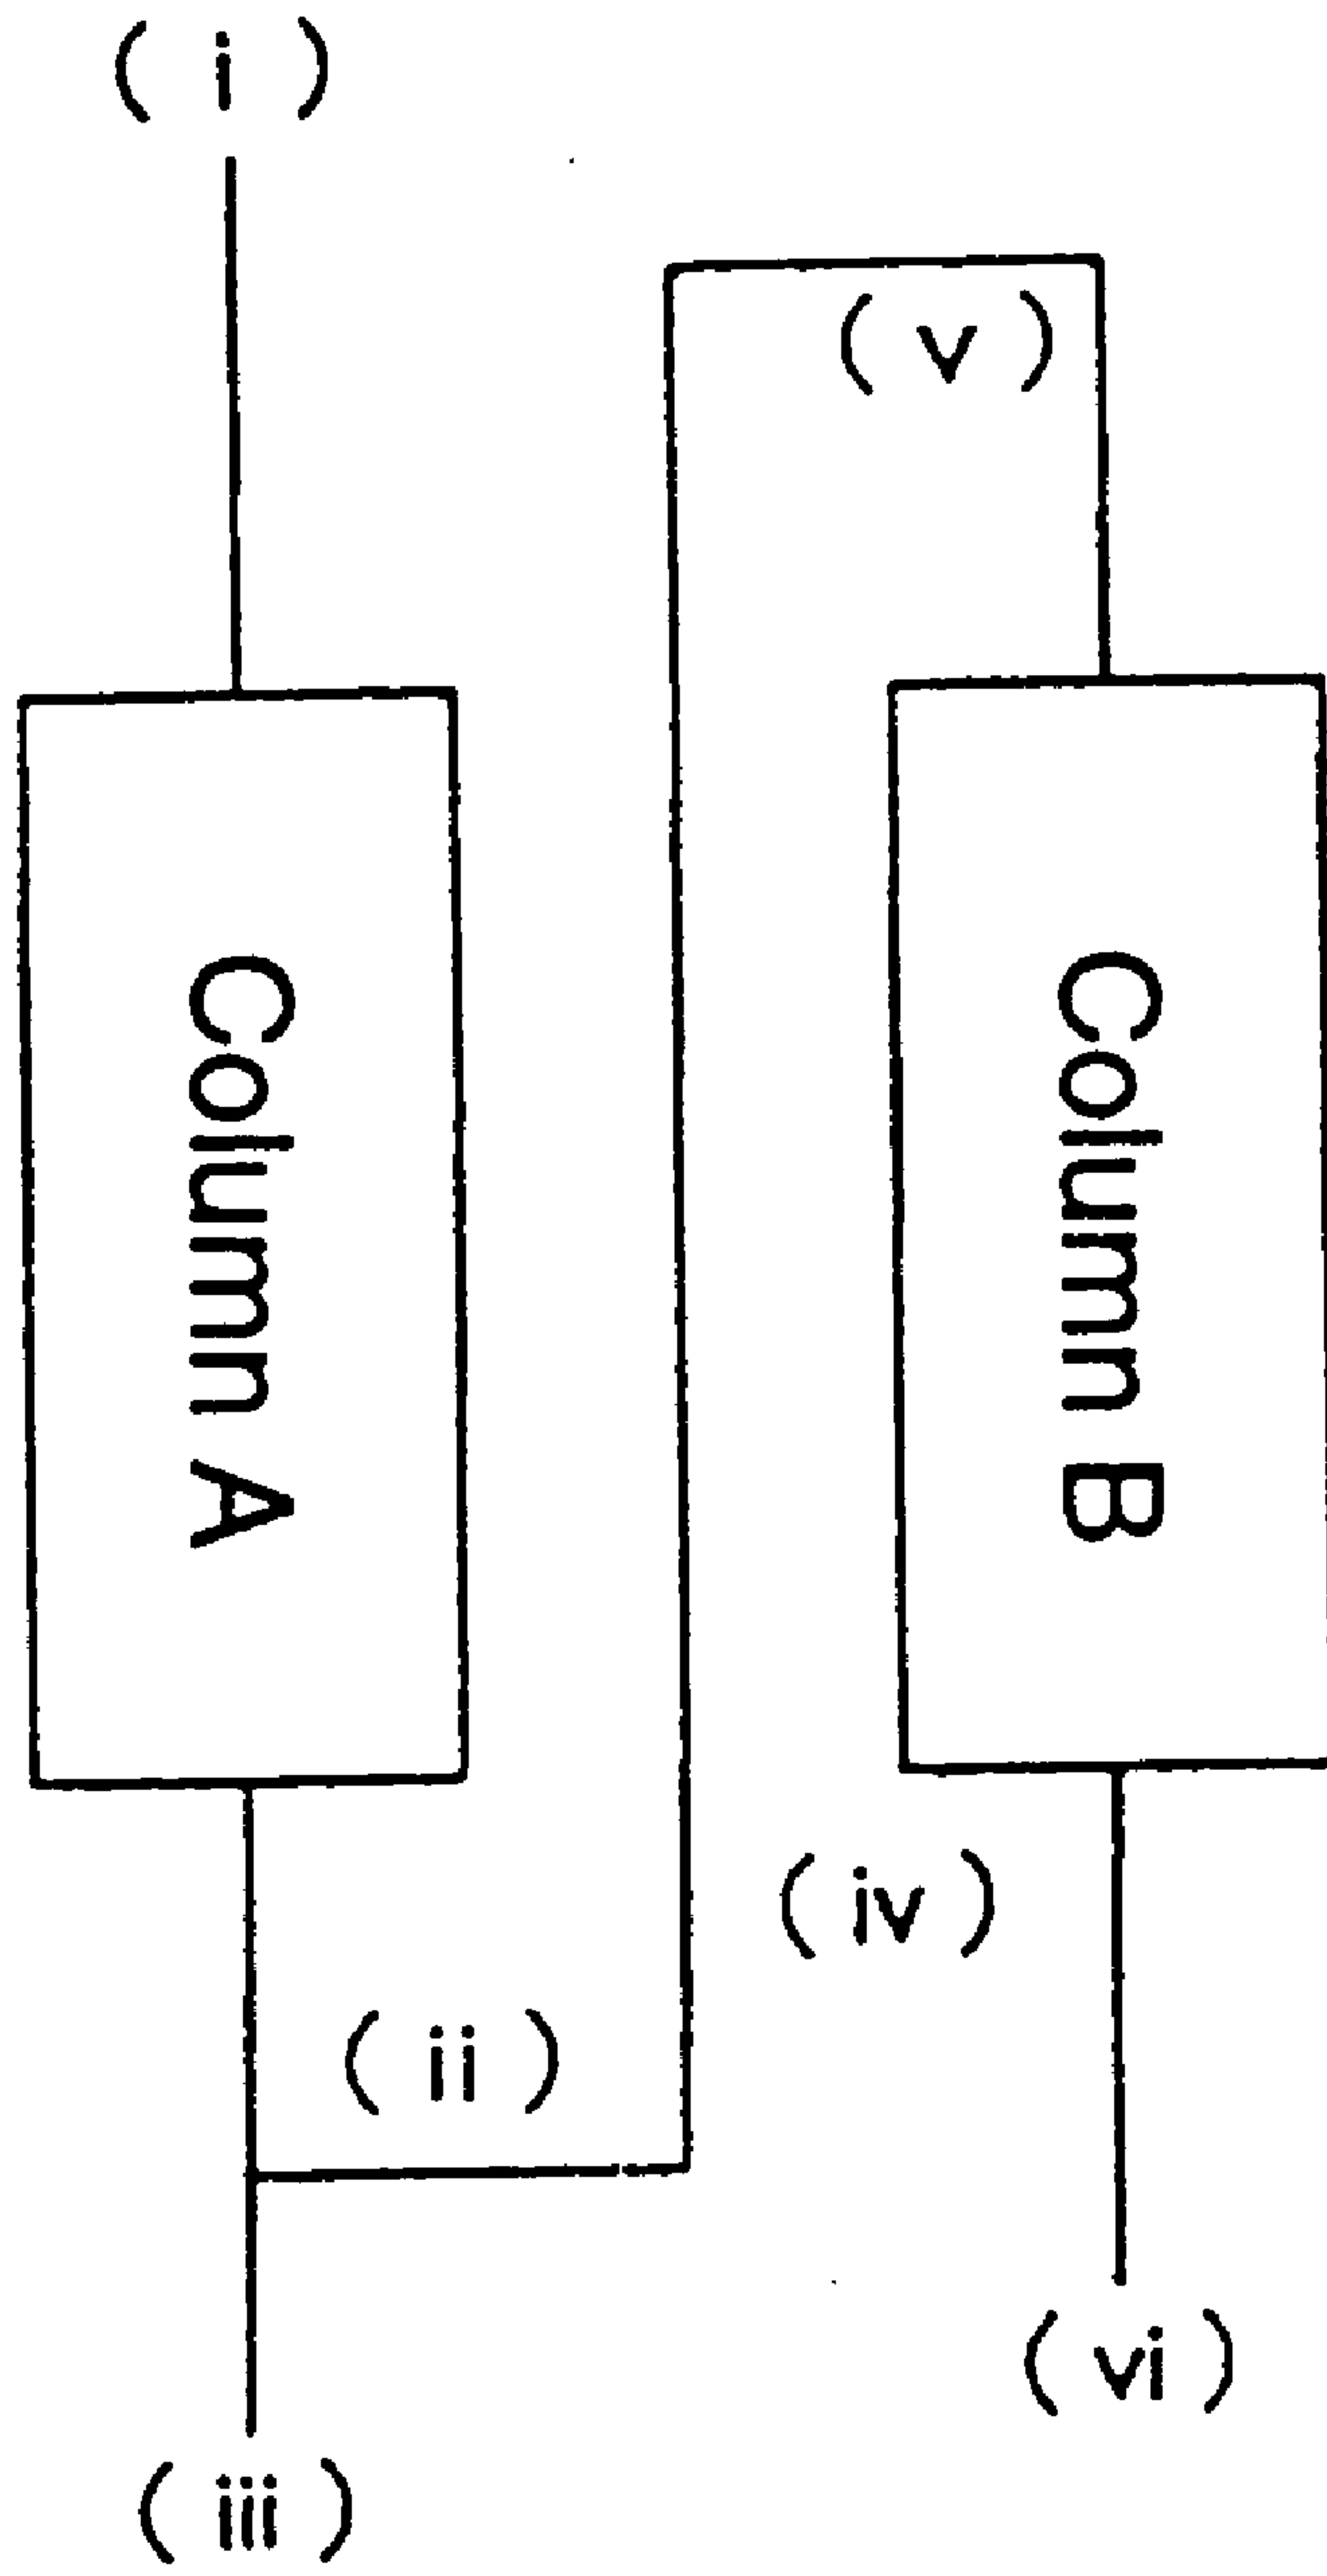 ( i )
( v )
Column A
Column B
( iv )
( ii )
( vi )
( iii )